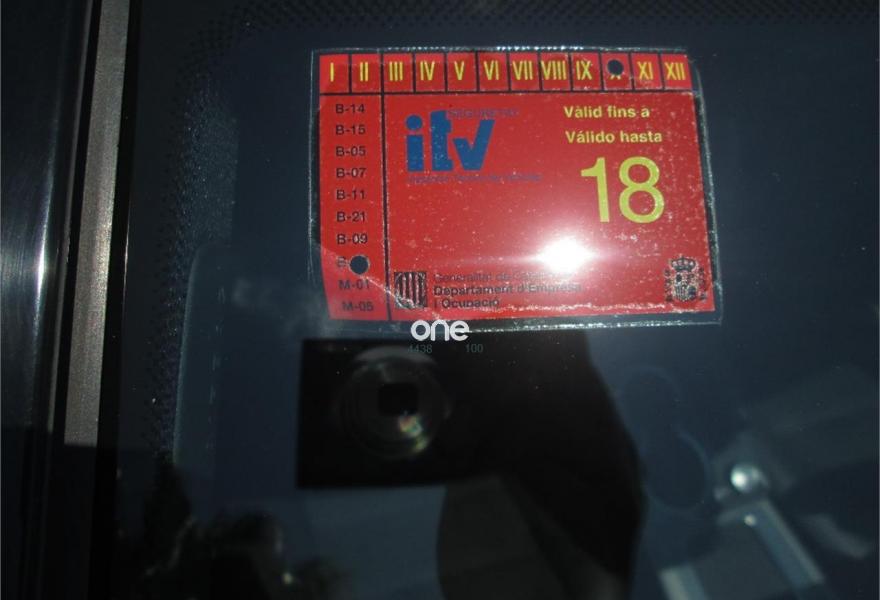 I II III IV V VI VII VIII IX XI XII
B-14
B-15
B-05
B-07
B-11
B-21
B-09
M-01
M-05
itv
Vàlid fins a
Válido hasta
18
Generalitat de
Departament d'Empresa
i Ocupació
one
4438 100